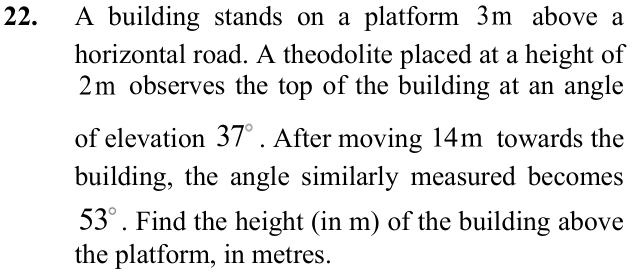 22. A building stands on a platform 3m above a
horizontal road. A theodolite placed at a height of
2m observes the top of the building at an angle
of elevation 37°. After moving 14m towards the
building, the angle similarly measured becomes
53°. Find the height (in m) of the building above
the platform, in metres.